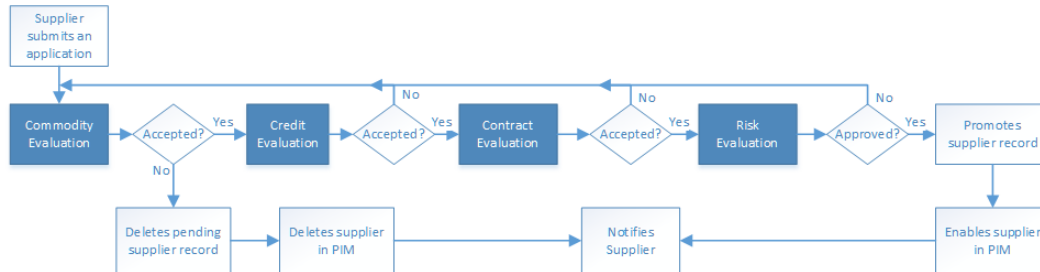 Supplier
submits an
application
No
No
No
Commodity
Evaluation
Accepted?
Yes
Credit
Evaluation
Accepted?
Yes
Contract
Evaluation
Accepted?
Yes
Risk
Evaluation
Approved?
Yes
Promotes
supplier record
No
Deletes pending
supplier record
Deletes supplier
in PIM
Notifies
Supplier
Enables supplier
in PIM